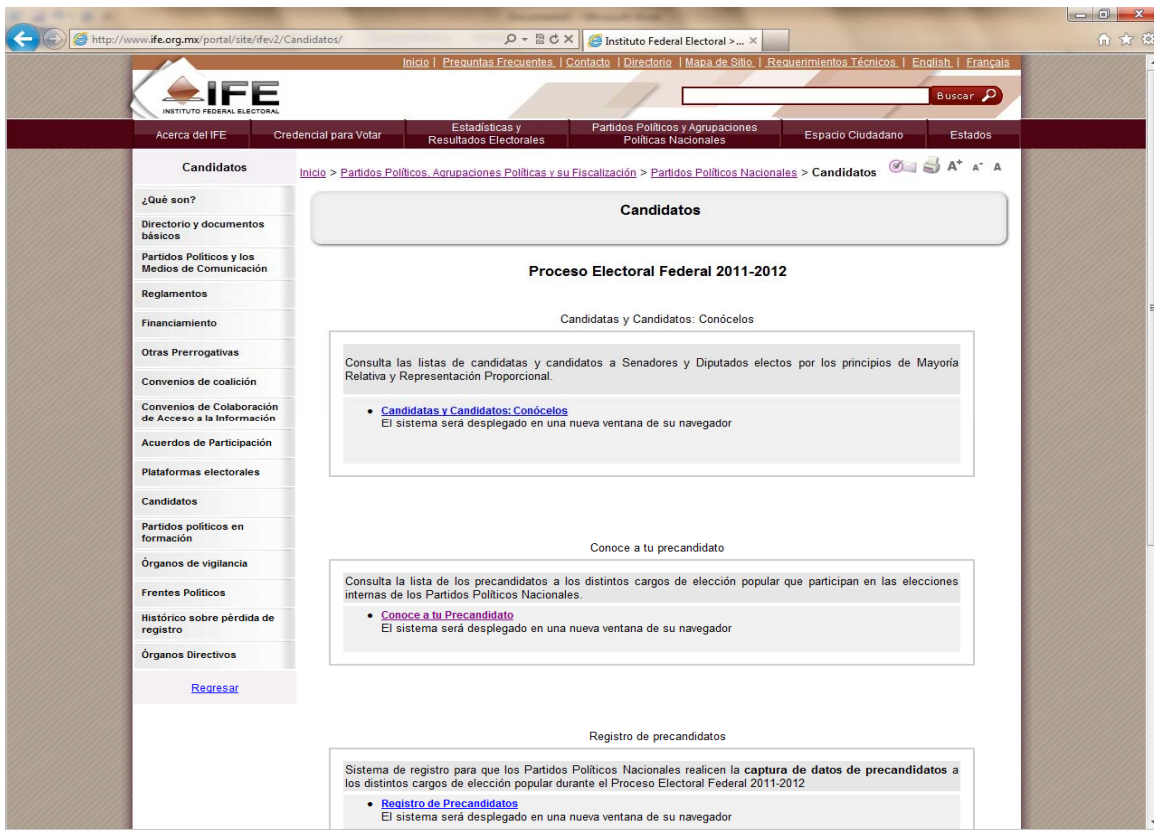 http://www.ife.org.mx/portal/site/ifev2/Candidatos/
Instituto Federal Electoral >...
Inicio | Preguntas Frecuentes | Contacto | Directorio | Mapa de Sitio | Requerimientos Técnicos | English | Français
IFE
INSTITUTO FEDERAL ELECTORAL
Buscar
Acerca del IFE
Credencial para Votar
Estadísticas y
Resultados Electorales
Partidos Políticos y Agrupaciones
Políticas Nacionales
Espacio Ciudadano
Estados
Candidatos
¿Qué son?
Directorio y documentos
básicos
Partidos Políticos y los
Medios de Comunicación
Reglamentos
Financiamiento
Otras Prerrogativas
Convenios de coalición
Convenios de Colaboración
de Acceso a la Información
Acuerdos de Participación
Plataformas electorales
Candidatos
Partidos políticos en
formación
Órganos de vigilancia
Frentes Políticos
Histórico sobre pérdida de
registro
Órganos Directivos
Regresar
Inicio > Partidos Políticos, Agrupaciones Políticas y su Fiscalización > Partidos Políticos Nacionales > Candidatos
A+ A- A
Candidatos
Proceso Electoral Federal 2011-2012
Candidatas y Candidatos: Conócelos
Consulta las listas de candidatas y candidatos a Senadores y Diputados electos por los principios de Mayoría
Relativa y Representación Proporcional.
• Candidatas y Candidatos: Conócelos
El sistema será desplegado en una nueva ventana de su navegador
Conoce a tu precandidato
Consulta la lista de los precandidatos a los distintos cargos de elección popular que participan en las elecciones
internas de los Partidos Políticos Nacionales.
• Conoce a tu Precandidato
El sistema será desplegado en una nueva ventana de su navegador
Registro de precandidatos
Sistema de registro para que los Partidos Políticos Nacionales realicen la captura de datos de precandidatos a
los distintos cargos de elección popular durante el Proceso Electoral Federal 2011-2012
• Registro de Precandidatos
El sistema será desplegado en una nueva ventana de su navegador